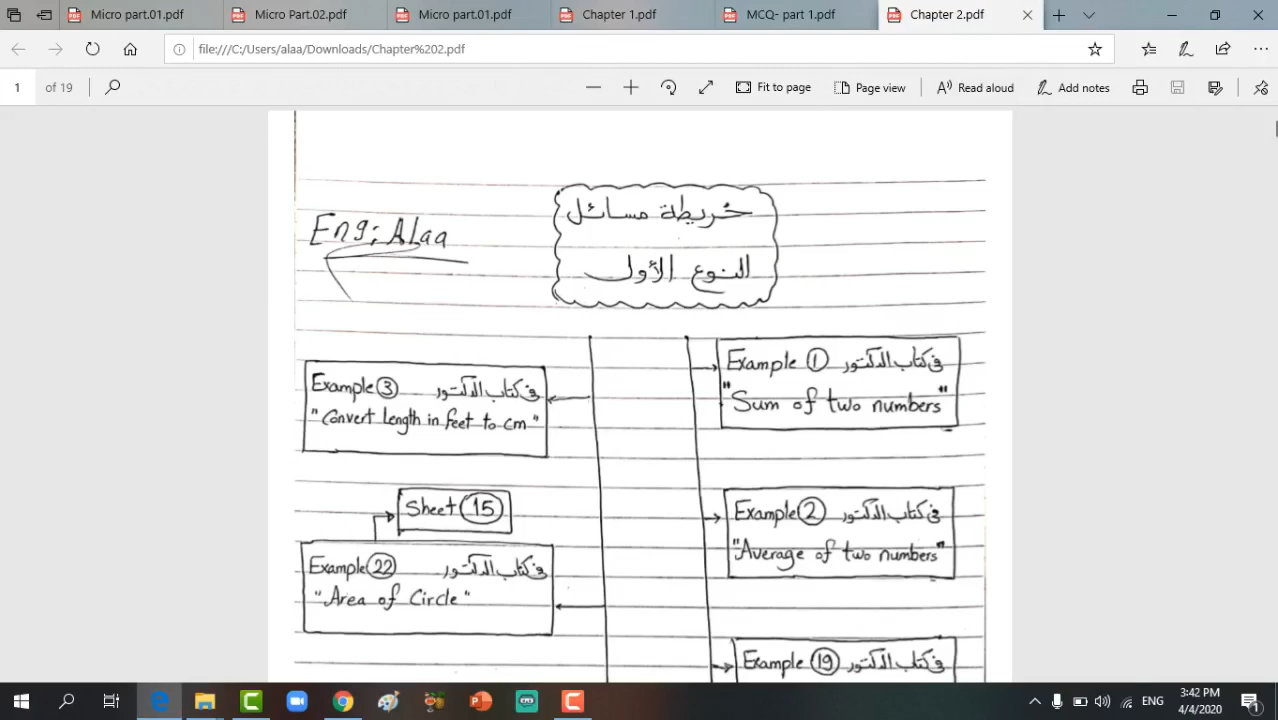 Micro part.01.pdf
Micro Part.02.pdf
Micro part.01.pdf
Chapter 1.pdf
MCQ- part 1.pdf
Chapter 2.pdf
file:///C:/Users/alaa/Downloads/Chapter%202.pdf
1 of 19
Fit to page
Page view
Read aloud
Add notes
خريطة مسائل
النوع الأول
Eng: ALaa
Example 1 فى كتاب الدكتور
"Sum of two numbers"
Example 3 فى كتاب الدكتور
"Convert Length in feet to cm"
Example 2 فى كتاب الدكتور
"Average of two numbers"
Sheet 15
Example 22 فى كتاب الدكتور
"Area of Circle"
Example 19 فى كتاب الدكتور
ENG
3:42 PM
4/4/2020
1